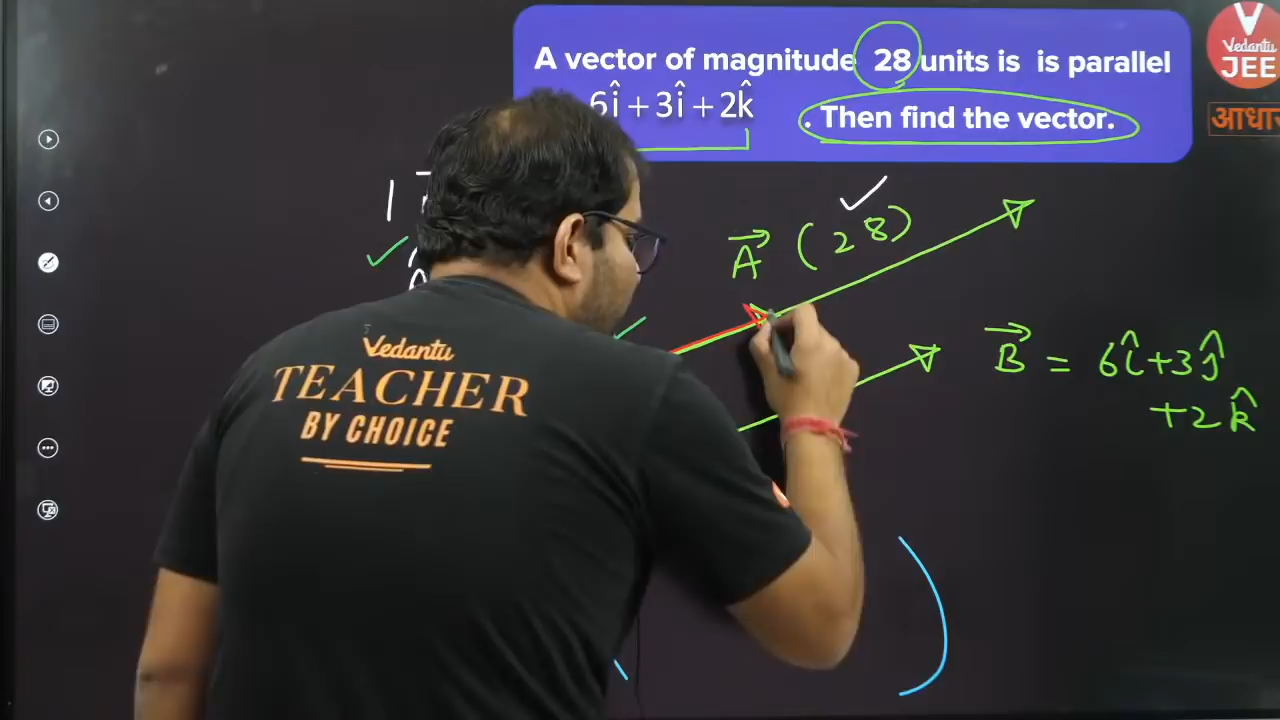 A vector of magnitude 28 units is is parallel
6î + 3î + 2k̂ . Then find the vector.
V
Vedantu
JEE
आधार
A⃗ (28)
B⃗ = 6î+3ĵ
+2k̂
Vedantu
TEACHER
BY CHOICE